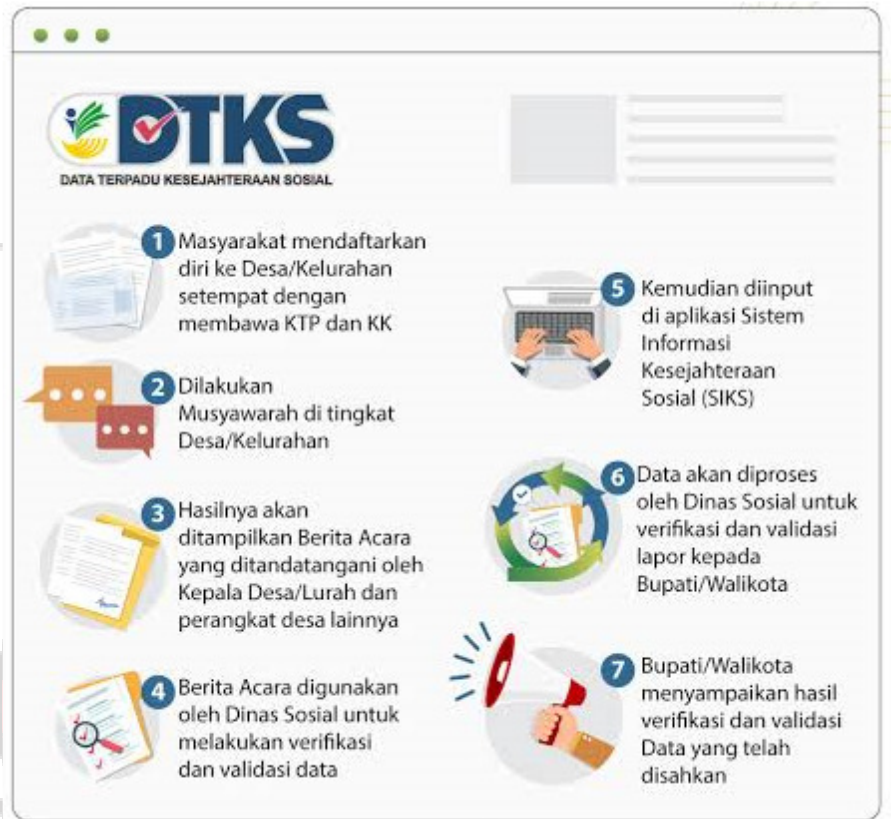 DTKS
DATA TERPADU KESEJAHTERAAN SOSIAL
1 Masyarakat mendaftarkan
diri ke Desa/Kelurahan
setempat dengan
membawa KTP dan KK
2 Dilakukan
Musyawarah di tingkat
Desa/Kelurahan
3 Hasilnya akan
ditampilkan Berita Acara
yang ditandatangani oleh
Kepala Desa/Lurah dan
perangkat desa lainnya
4 Berita Acara digunakan
oleh Dinas Sosial untuk
melakukan verifikasi
dan validasi data
5 Kemudian diinput
di aplikasi Sistem
Informasi
Kesejahteraan
Sosial (SIKS)
6 Data akan diproses
oleh Dinas Sosial untuk
verifikasi dan validasi
lapor kepada
Bupati/Walikota
7 Bupati/Walikota
menyampaikan hasil
verifikasi dan validasi
Data yang telah
disahkan